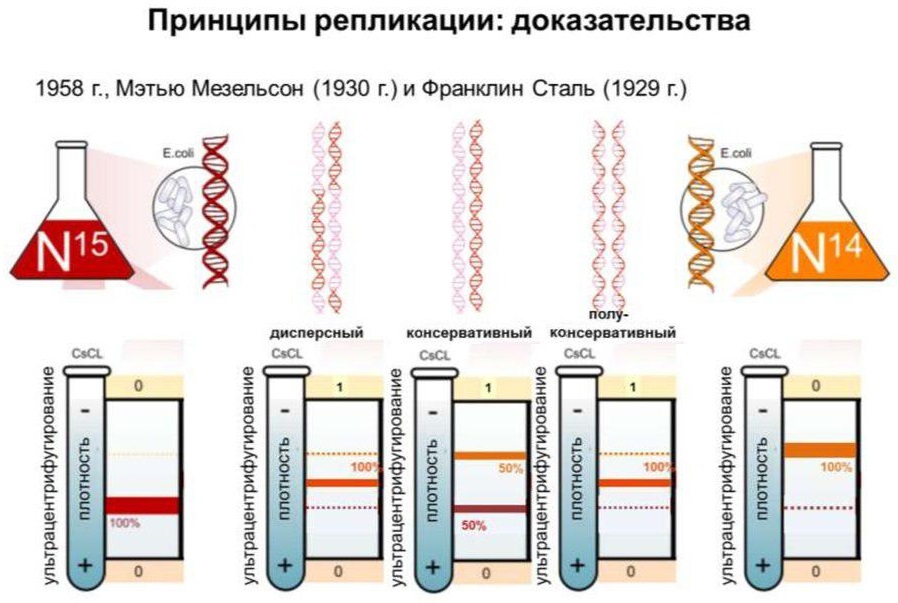 Принципы репликации: доказательства
1958 г., Мэтью Мезельсон (1930 г.) и Франклин Сталь (1929 г.)
E.coli
N15
E.coli
N14
дисперсный
консервативный
полу-
консервативный
CsCL
0
-
плотность
+
ультрацентрифугирование
100%
0
CsCL
1
-
плотность
+
ультрацентрифугирование
100%
0
CsCL
1
-
плотность
+
ультрацентрифугирование
50%
50%
0
CsCL
1
-
плотность
+
ультрацентрифугирование
100%
0
CsCL
0
-
плотность
+
ультрацентрифугирование
100%
0